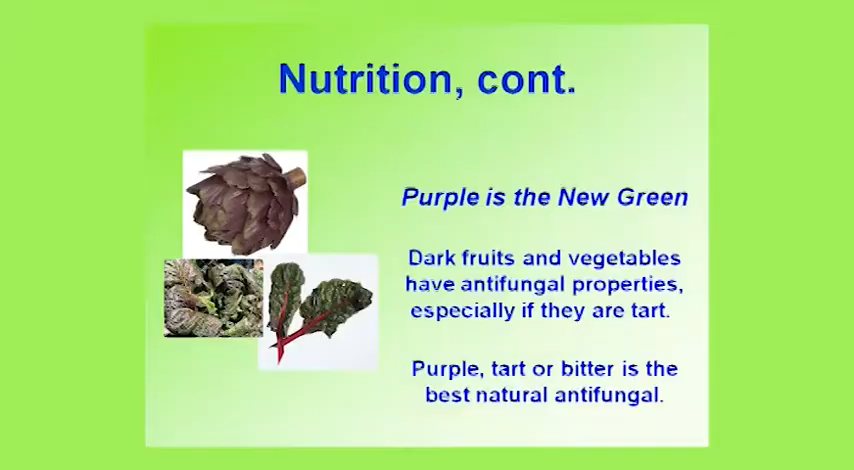 Nutrition, cont.
Purple is the New Green
Dark fruits and vegetables
have antifungal properties,
especially if they are tart.
Purple, tart or bitter is the
best natural antifungal.